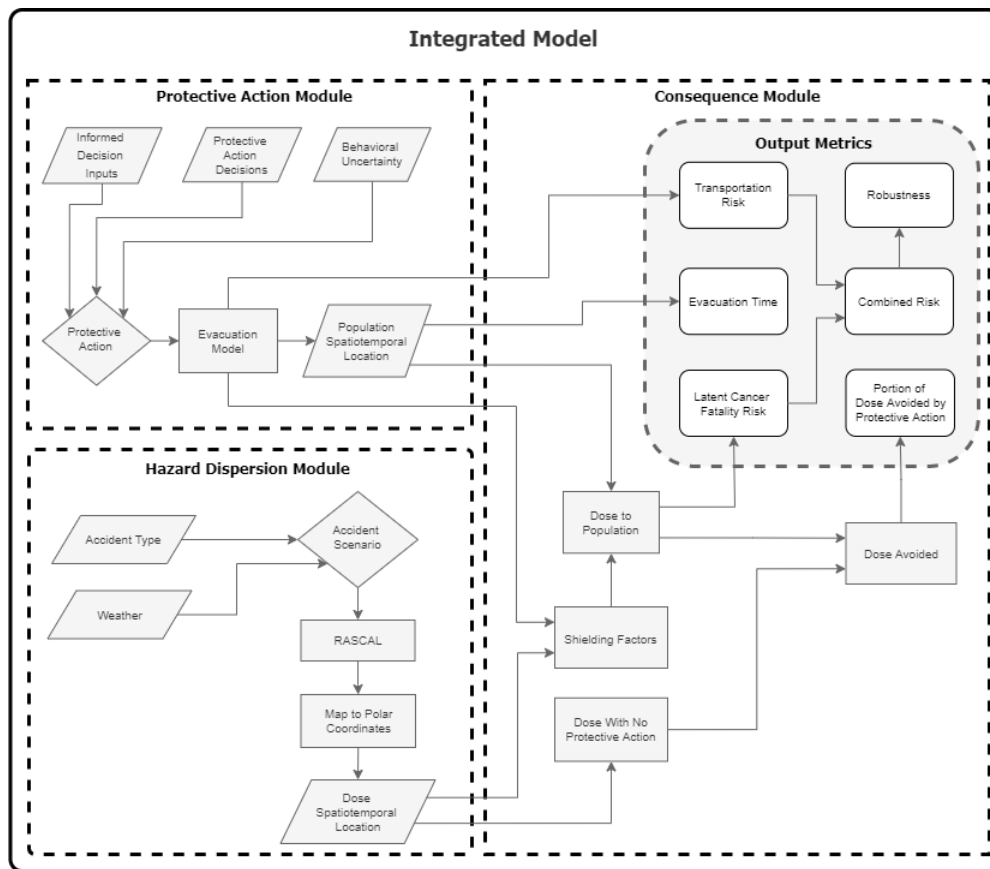 Integrated Model
Protective Action Module
Informed
Decision
Inputs
Protective
Action
Decisions
Behavioral
Uncertainty
Protective
Action
Evacuation
Model
Population
Spatiotemporal
Location
Hazard Dispersion Module
Accident Type
Accident
Scenario
Weather
RASCAL
Map to Polar
Coordinates
Dose
Spatiotemporal
Location
Consequence Module
Output Metrics
Transportation
Risk
Robustness
Evacuation Time
Combined Risk
Latent Cancer
Fatality Risk
Portion of
Dose Avoided by
Protective Action
Dose to
Population
Dose Avoided
Shielding Factors
Dose With No
Protective Action